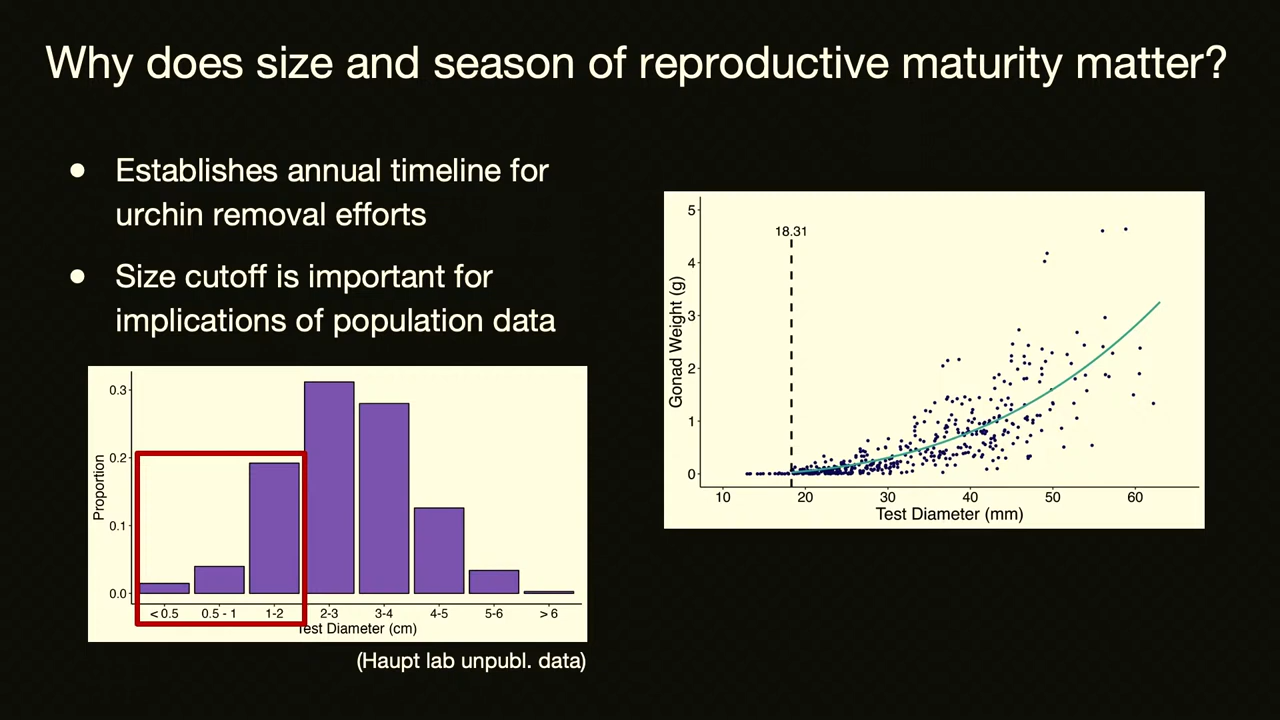 Why does size and season of reproductive maturity matter?
● Establishes annual timeline for
urchin removal efforts
● Size cutoff is important for
implications of population data
0.3
0.2
0.1
0.0
Proportion
< 0.5 0.5 - 1 1-2 2-3 3-4 4-5 5-6 > 6
Test Diameter (cm)
(Haupt lab unpubl. data)
5
4
3
2
1
0
Gonad Weight (g)
18.31
10 20 30 40 50 60
Test Diameter (mm)